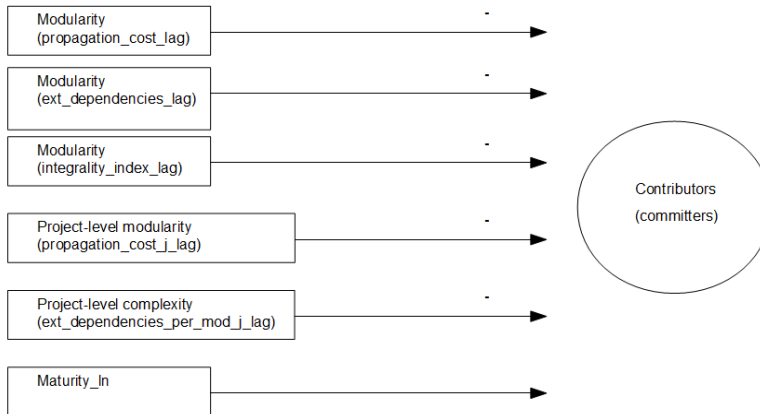 Modularity
(propagation_cost_lag)
-
Modularity
(ext_dependencies_lag)
-
Modularity
(integrality_index_lag)
-
Project-level modularity
(propagation_cost_j_lag)
-
Project-level complexity
(ext_dependencies_per_mod_j_lag)
-
Maturity_ln
Contributors
(committers)